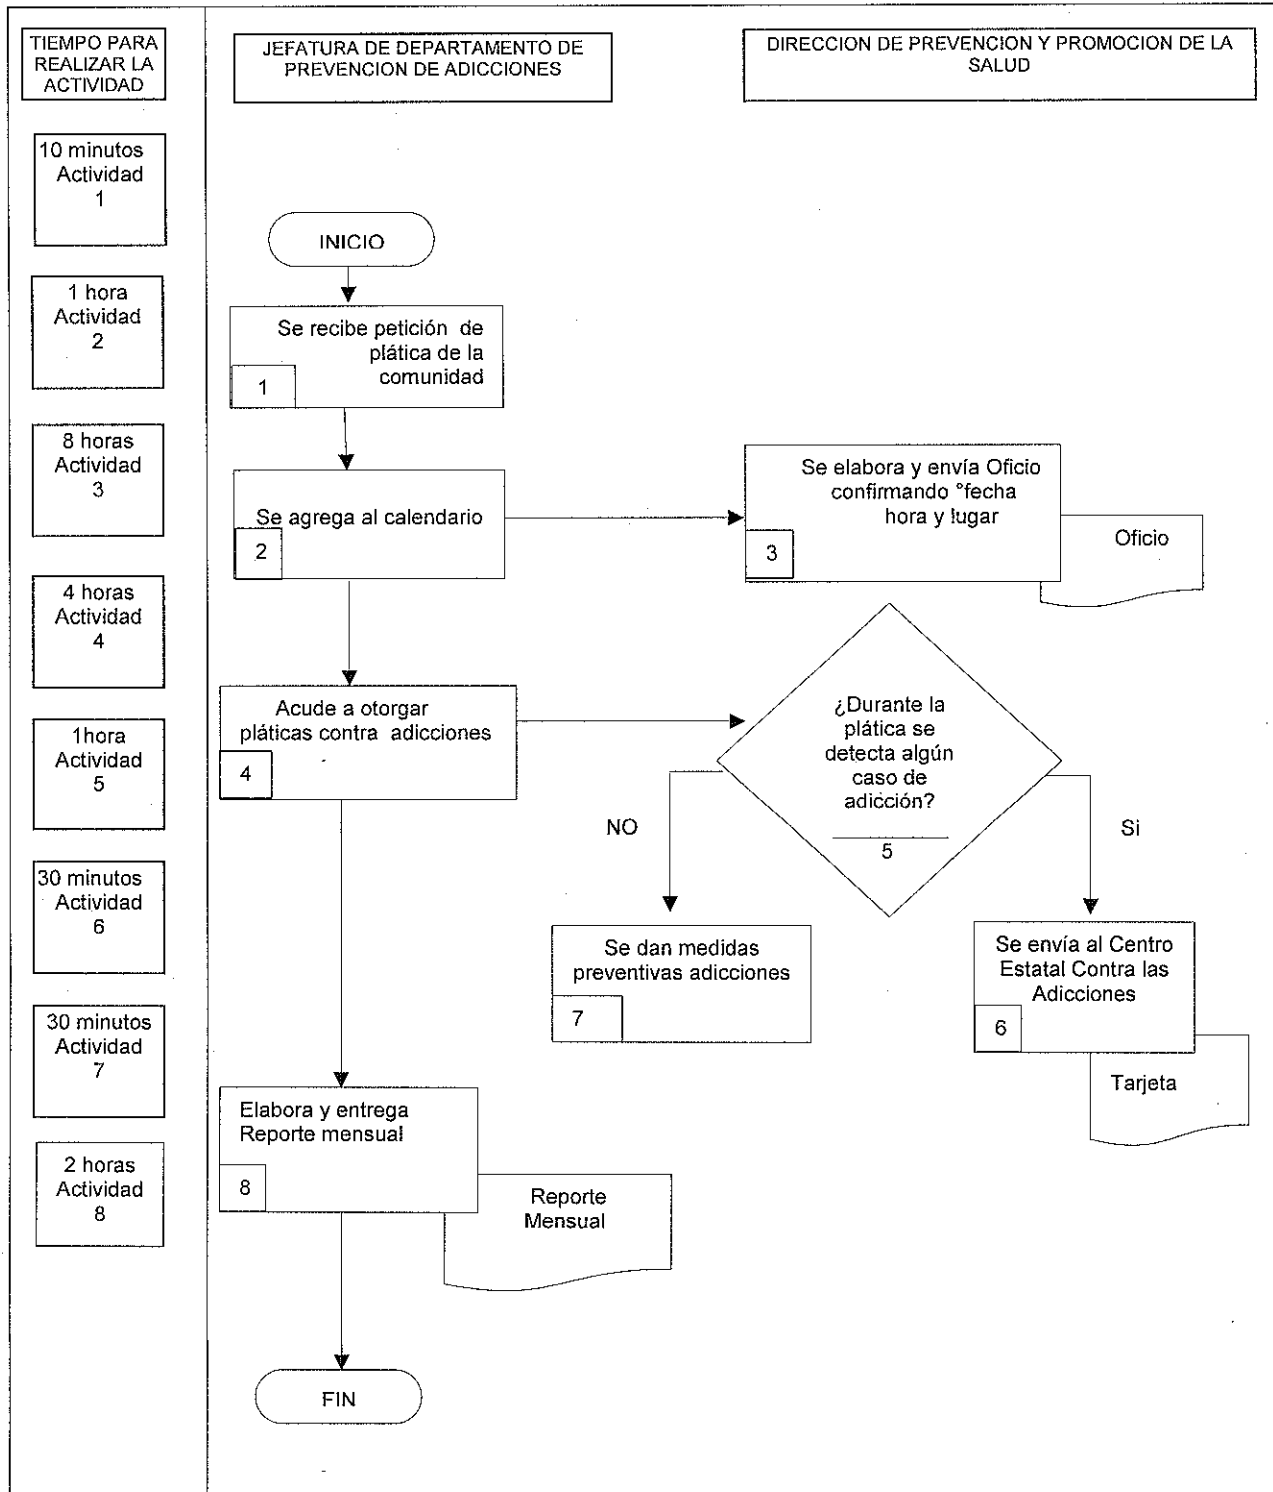 TIEMPO PARA
REALIZAR LA
ACTIVIDAD
JEFATURA DE DEPARTAMENTO DE
PREVENCION DE ADICCIONES
DIRECCION DE PREVENCION Y PROMOCION DE LA
SALUD
10 minutos
Actividad
1
1 hora
Actividad
2
8 horas
Actividad
3
4 horas
Actividad
4
1hora
Actividad
5
30 minutos
Actividad
6
30 minutos
Actividad
7
2 horas
Actividad
8
INICIO
Se recibe petición de
plática de la
comunidad
1
Se agrega al calendario
2
Se elabora y envía Oficio
confirmando °fecha
hora y lugar
3
Oficio
Acude a otorgar
pláticas contra adicciones
4
¿Durante la
plática se
detecta algún
caso de
adicción?
5
NO
Si
Se dan medidas
preventivas adicciones
7
Se envía al Centro
Estatal Contra las
Adicciones
6
Tarjeta
Elabora y entrega
Reporte mensual
8
Reporte
Mensual
FIN